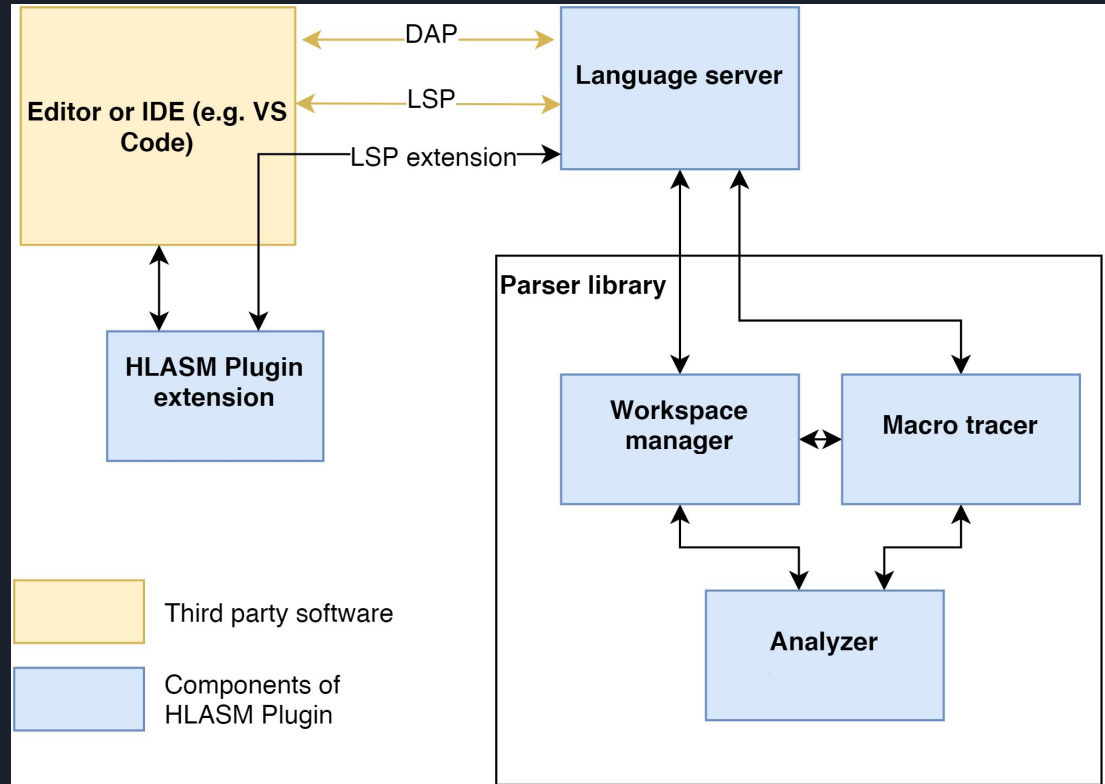 DAP
Language server
LSP
Editor or IDE (e.g. VS
Code)
LSP extension
Parser library
HLASM Plugin
extension
Workspace
manager
Macro tracer
Third party software
Analyzer
Components of
HLASM Plugin